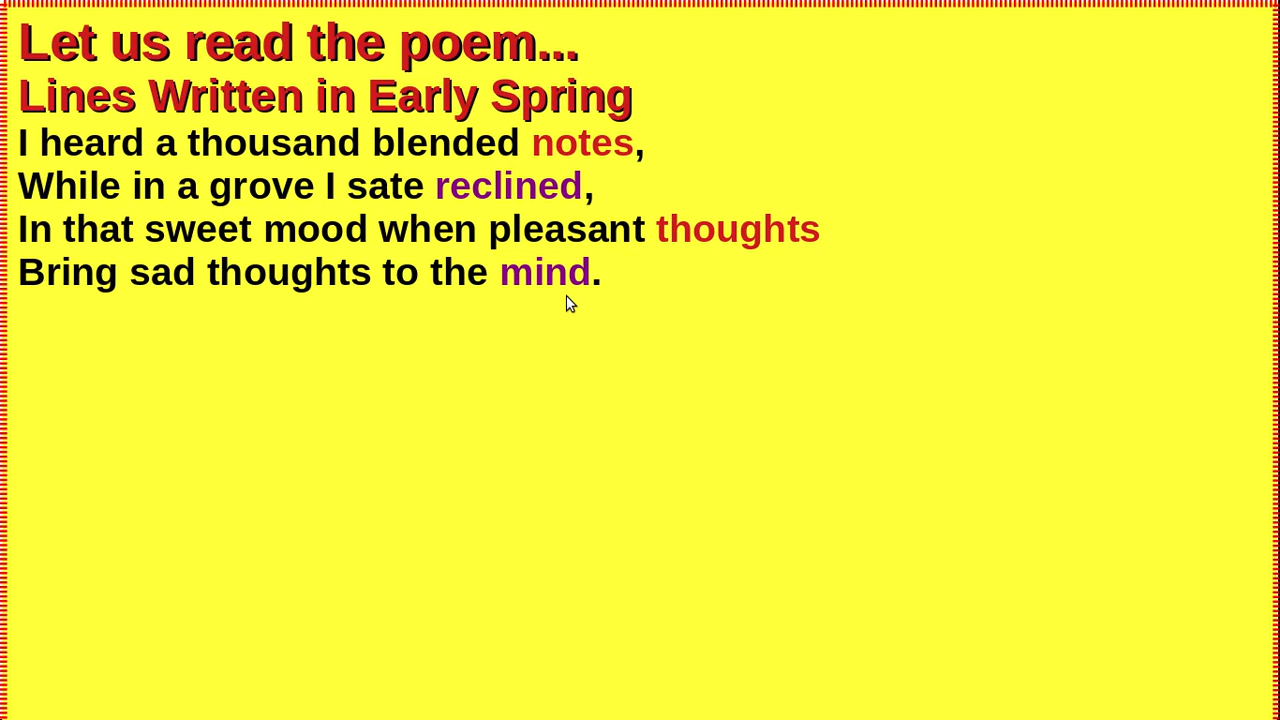 Let us read the poem...
Lines Written in Early Spring
I heard a thousand blended notes,
While in a grove I sate reclined,
In that sweet mood when pleasant thoughts
Bring sad thoughts to the mind.